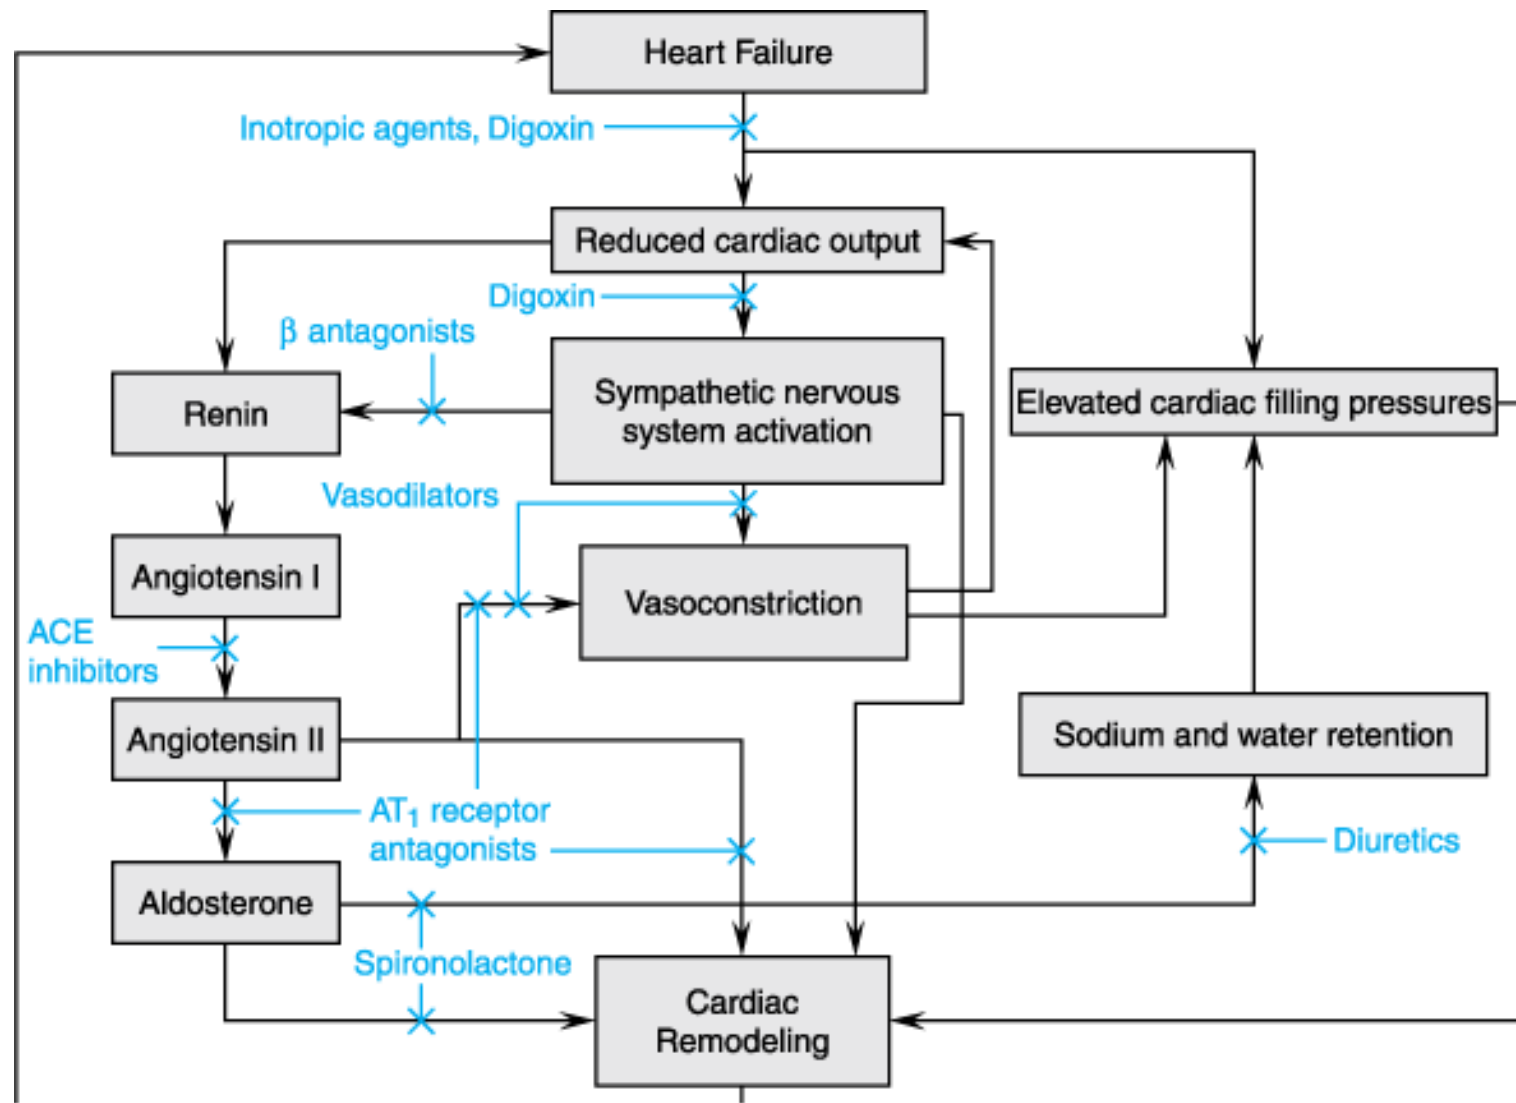 Heart Failure
Inotropic agents, Digoxin
Reduced cardiac output
Digoxin
β antagonists
Sympathetic nervous
system activation
Renin
Elevated cardiac filling pressures
Vasodilators
Angiotensin I
Vasoconstriction
ACE
inhibitors
Angiotensin II
Sodium and water retention
AT₁ receptor
antagonists
Diuretics
Aldosterone
Spironolactone
Cardiac
Remodeling